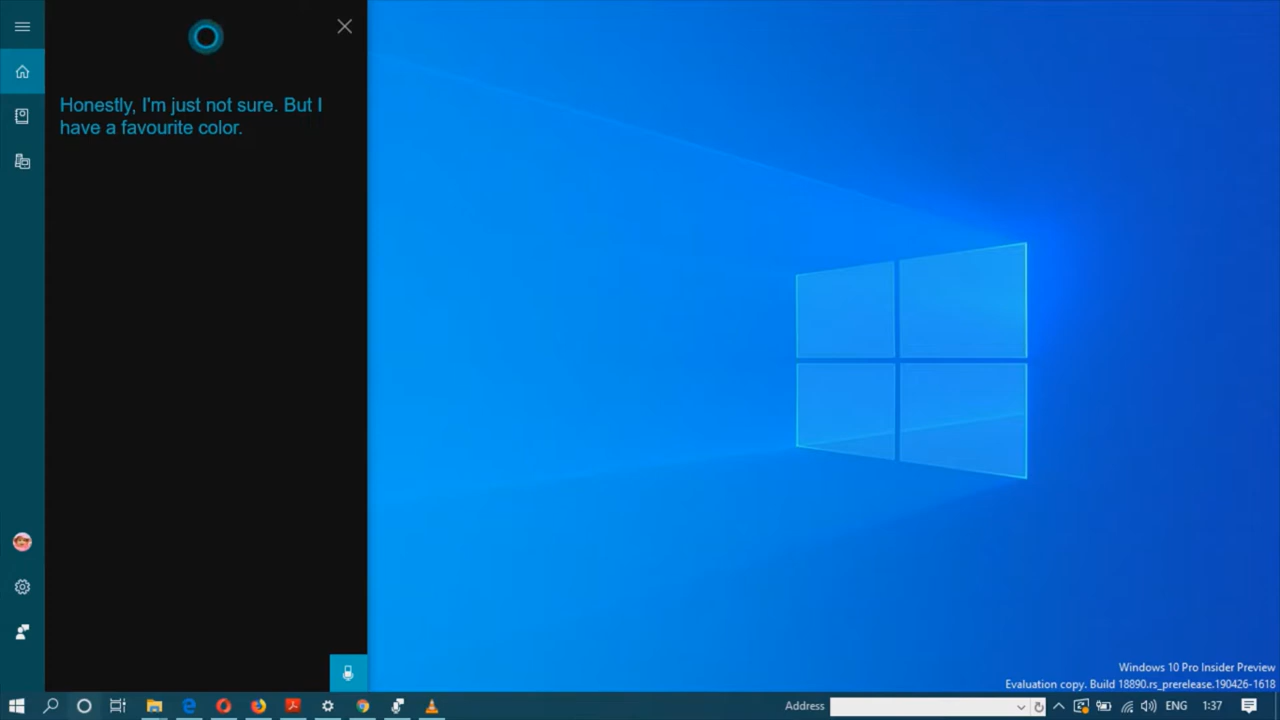 Honestly, I'm just not sure. But I
have a favourite color.
Windows 10 Pro Insider Preview
Evaluation copy. Build 18890.rs_prerelease.190426-1618
Address
ENG
1:37